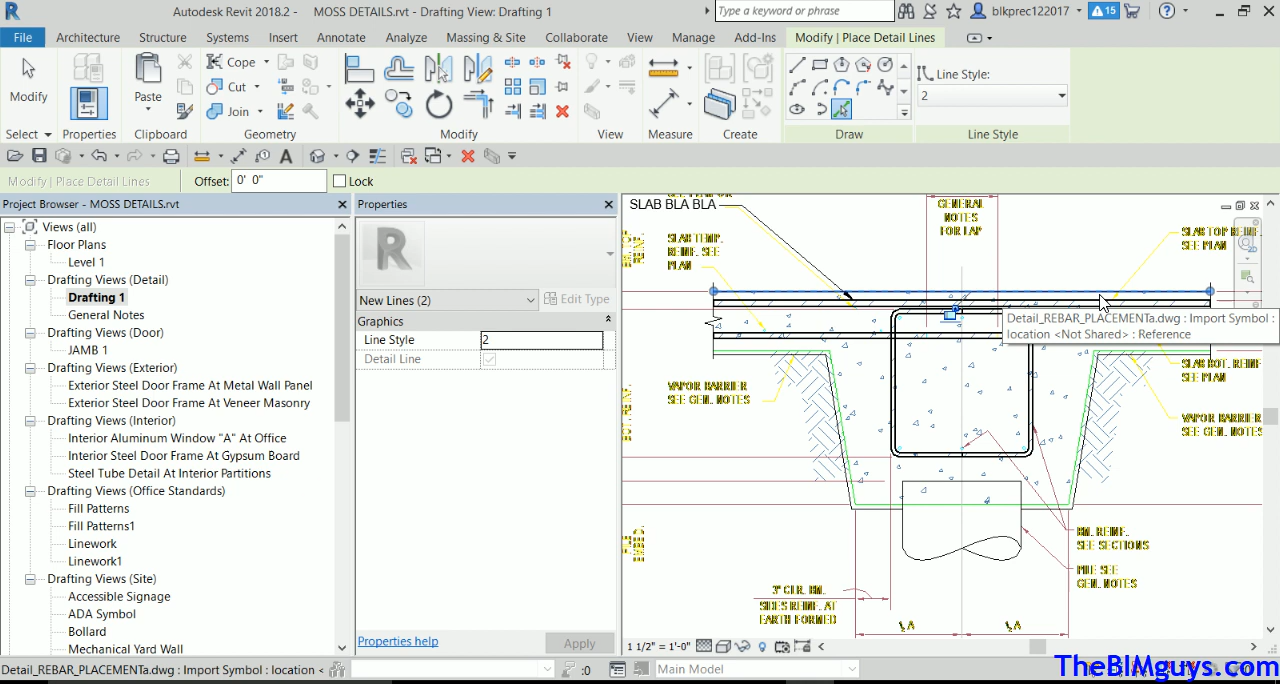 Autodesk Revit 2018.2 - MOSS DETAILS.rvt - Drafting View: Drafting 1
Type a keyword or phrase
blkprec122017
15
File Architecture Structure Systems Insert Annotate Analyze Massing & Site Collaborate View Manage Add-Ins Modify | Place Detail Lines
Modify
Paste
Cope
Cut
Join
Line Style:
2
Select Properties Clipboard Geometry Modify View Measure Create Draw Line Style
Modify | Place Detail Lines Offset: 0' 0" Lock
Project Browser - MOSS DETAILS.rvt
Views (all)
Floor Plans
Level 1
Drafting Views (Detail)
Drafting 1
General Notes
Drafting Views (Door)
JAMB 1
Drafting Views (Exterior)
Exterior Steel Door Frame At Metal Wall Panel
Exterior Steel Door Frame At Veneer Masonry
Drafting Views (Interior)
Interior Aluminum Window "A" At Office
Interior Steel Door Frame At Gypsum Board
Steel Tube Detail At Interior Partitions
Drafting Views (Office Standards)
Fill Patterns
Fill Patterns1
Linework
Linework1
Drafting Views (Site)
Accessible Signage
ADA Symbol
Bollard
Mechanical Yard Wall
Properties
New Lines (2)
Edit Type
Graphics
Line Style 2
Detail Line
Properties help
Apply
SLAB BLA BLA
GENERAL
NOTES
FOR LAP
SLAB TEMP.
REINF. SEE
PLAN
SLAB TOP REINF.
SEE PLAN
Detail_REBAR_PLACEMENTa.dwg : Import Symbol :
location <Not Shared> : Reference
SLAB BOT. REINF
SEE PLAN
VAPOR BARRIER
SEE GEN. NOTES
VAPOR BARRIER
SEE GEN. NOTES
BM. REINF.
SEE SECTIONS
PILE SEE
GEN. NOTES
3" CLR. BM.
SIDES REINF. AT
EARTH FORMED
1 1/2" = 1'-0"
Detail_REBAR_PLACEMENTa.dwg : Import Symbol : location <
:0
Main Model
TheBIMguys.com